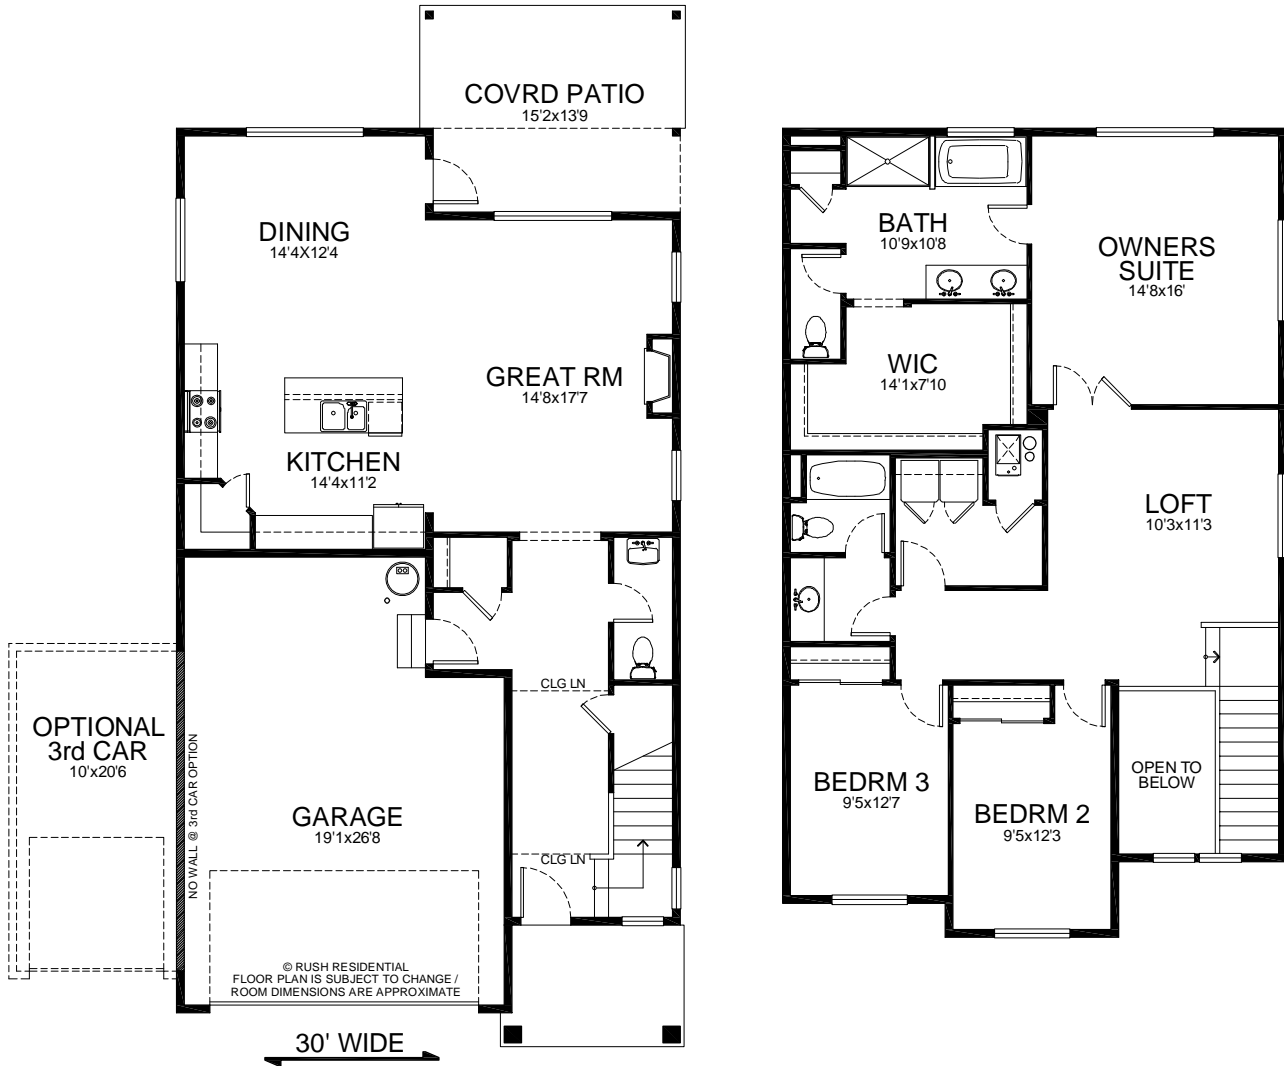 COVRD PATIO
15'2x13'9
DINING
14'4X12'4
GREAT RM
14'8x17'7
KITCHEN
14'4x11'2
CLG LN
OPTIONAL
3rd CAR
10'x20'6
NO WALL @ 3rd CAR OPTION
GARAGE
19'1x26'8
CLG LN
© RUSH RESIDENTIAL
FLOOR PLAN IS SUBJECT TO CHANGE /
ROOM DIMENSIONS ARE APPROXIMATE
30' WIDE
BATH
10'9x10'8
OWNERS
SUITE
14'8x16'
WIC
14'1x7'10
LOFT
10'3x11'3
BEDRM 3
9'5x12'7
BEDRM 2
9'5x12'3
OPEN TO
BELOW